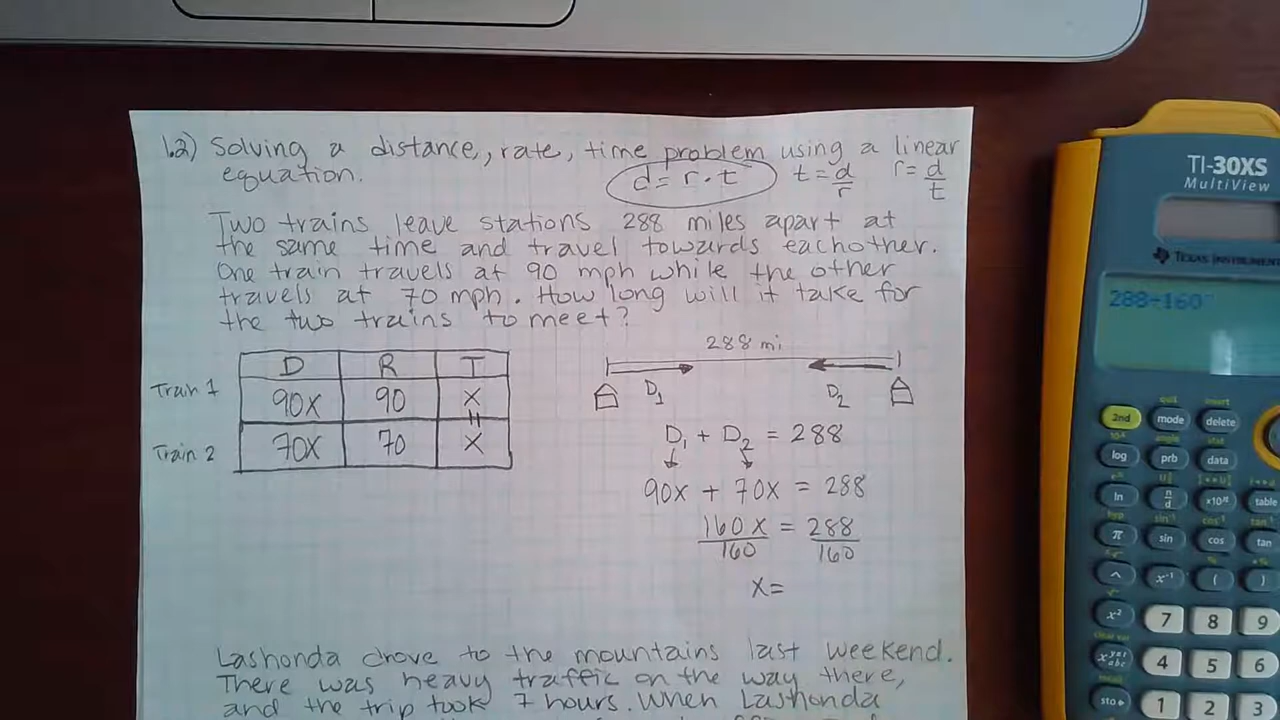 1.2) Solving a distance, rate, time problem using a linear
equation. d = r · t t = d/r r = d/t
Two trains leave stations 288 miles apart at
the same time and travel towards eachother.
One train travels at 90 mph while the other
travels at 70 mph. How long will it take for
the two trains to meet?
D R T
Train 1 90x 90 x
=
Train 2 70x 70 x
288 mi
D1 D2
D1 + D2 = 288
90x + 70x = 288
160x/160 = 288/160
x=
Lashonda drove to the mountains last weekend.
There was heavy traffic on the way there,
and the trip took 7 hours. When Lashonda
TI-30XS
MultiView
TEXAS INSTRUMEN
288÷160
quit insert
2nd mode delete
log prb data
ln n/d ×10ⁿ table
π sin cos tan
^ x⁻¹ ( )
x² 7 8 9
clear var
x y z t a b c 4 5 6
sto► 1 2 3